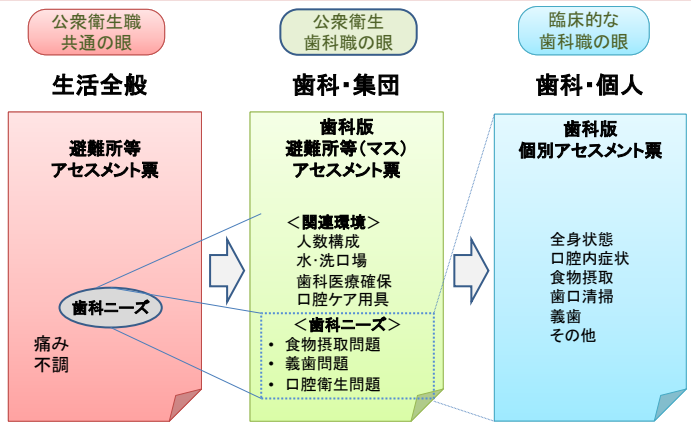 公衆衛生職
共通の眼
生活全般
避難所等
アセスメント票
歯科ニーズ
痛み
不調
公衆衛生
歯科職の眼
歯科・集団
歯科版
避難所等(マス)
アセスメント票
＜関連環境＞
人数構成
水・洗口場
歯科医療確保
口腔ケア用具
＜歯科ニーズ＞
• 食物摂取問題
• 義歯問題
• 口腔衛生問題
臨床的な
歯科職の眼
歯科・個人
歯科版
個別アセスメント票
全身状態
口腔内症状
食物摂取
歯口清掃
義歯
その他